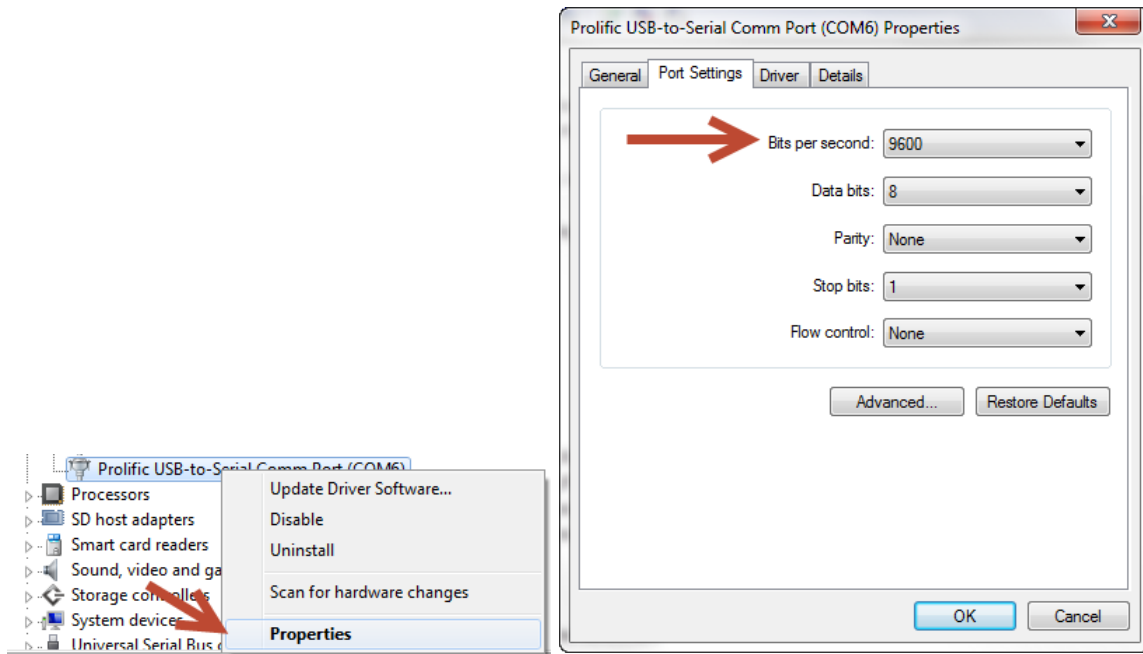 Prolific USB-to-Serial Comm Port (COM6)
Processors
SD host adapters
Smart card readers
Sound, video and ga
Storage controllers
System devices
Universal Serial Bus
Update Driver Software...
Disable
Uninstall
Scan for hardware changes
Properties
Prolific USB-to-Serial Comm Port (COM6) Properties
General Port Settings Driver Details
Bits per second: 9600
Data bits: 8
Parity: None
Stop bits: 1
Flow control: None
Advanced... Restore Defaults
OK Cancel